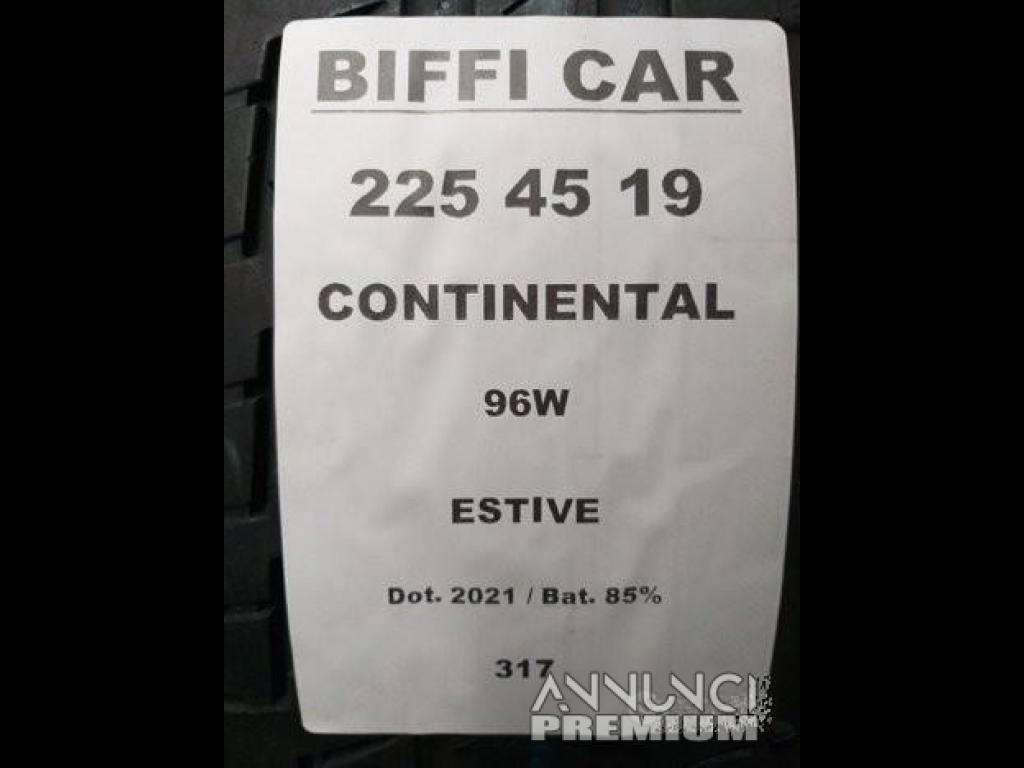 BIFFI CAR
225 45 19
CONTINENTAL
96W
ESTIVE
Dot. 2021 / Bat. 85%
317
ANNUNCI
PREMIUM